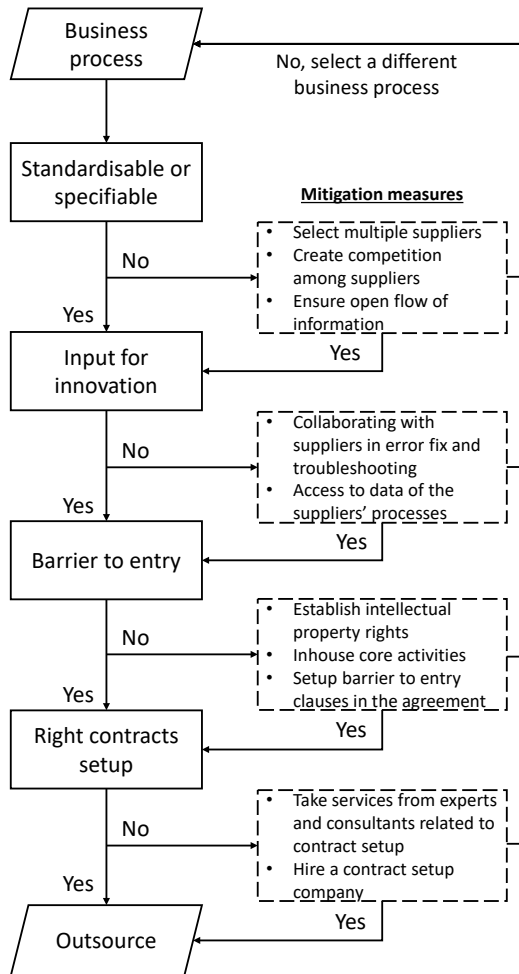 Business
process
No, select a different
business process
Standardisable or
specifiable
Mitigation measures
No
• Select multiple suppliers
• Create competition
among suppliers
• Ensure open flow of
information
Yes
Yes
Input for
innovation
No
• Collaborating with
suppliers in error fix and
troubleshooting
• Access to data of the
suppliers’ processes
Yes
Yes
Barrier to entry
No
• Establish intellectual
property rights
• Inhouse core activities
• Setup barrier to entry
clauses in the agreement
Yes
Yes
Right contracts
setup
No
• Take services from experts
and consultants related to
contract setup
• Hire a contract setup
company
Yes
Yes
Outsource